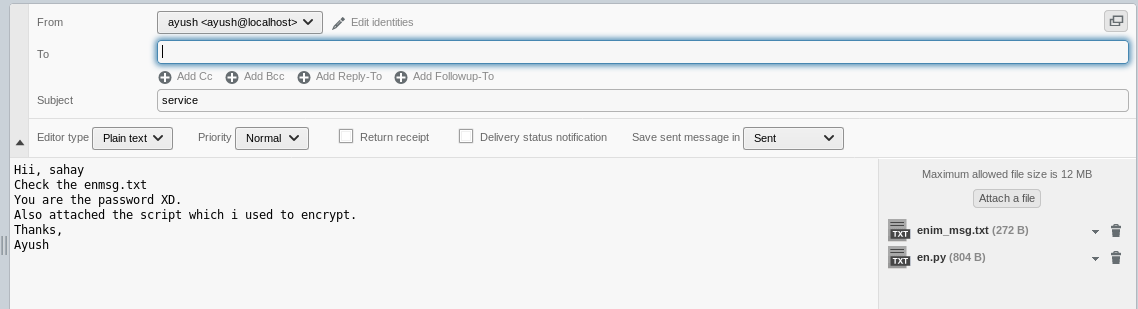 From ayush <ayush@localhost> Edit identities
To
Add Cc Add Bcc Add Reply-To Add Followup-To
Subject service
Editor type Plain text Priority Normal Return receipt Delivery status notification Save sent message in Sent
Hii, sahay
Check the enmsg.txt
You are the password XD.
Also attached the script which i used to encrypt.
Thanks,
Ayush
Maximum allowed file size is 12 MB
Attach a file
TXT enim_msg.txt (272 B)
TXT en.py (804 B)